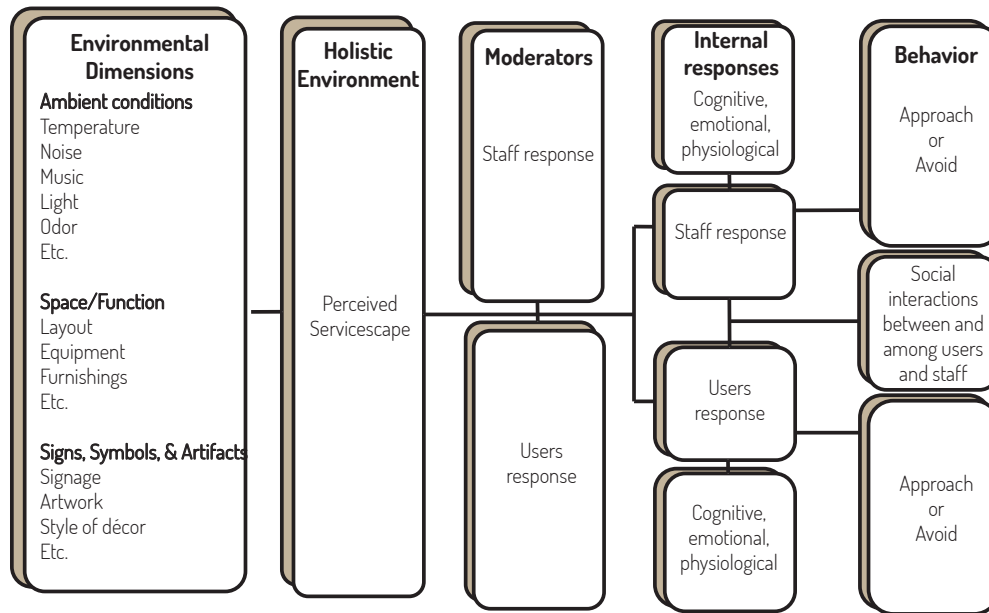 Environmental
Dimensions
Ambient conditions
Temperature
Noise
Music
Light
Odor
Etc.
Space/Function
Layout
Equipment
Furnishings
Etc.
Signs, Symbols, & Artifacts
Signage
Artwork
Style of décor
Etc.
Holistic
Environment
Perceived
Servicescape
Moderators
Staff response
Users
response
Internal
responses
Cognitive,
emotional,
physiological
Staff response
Users
response
Cognitive,
emotional,
physiological
Behavior
Approach
or
Avoid
Social
interactions
between and
among users
and staff
Approach
or
Avoid